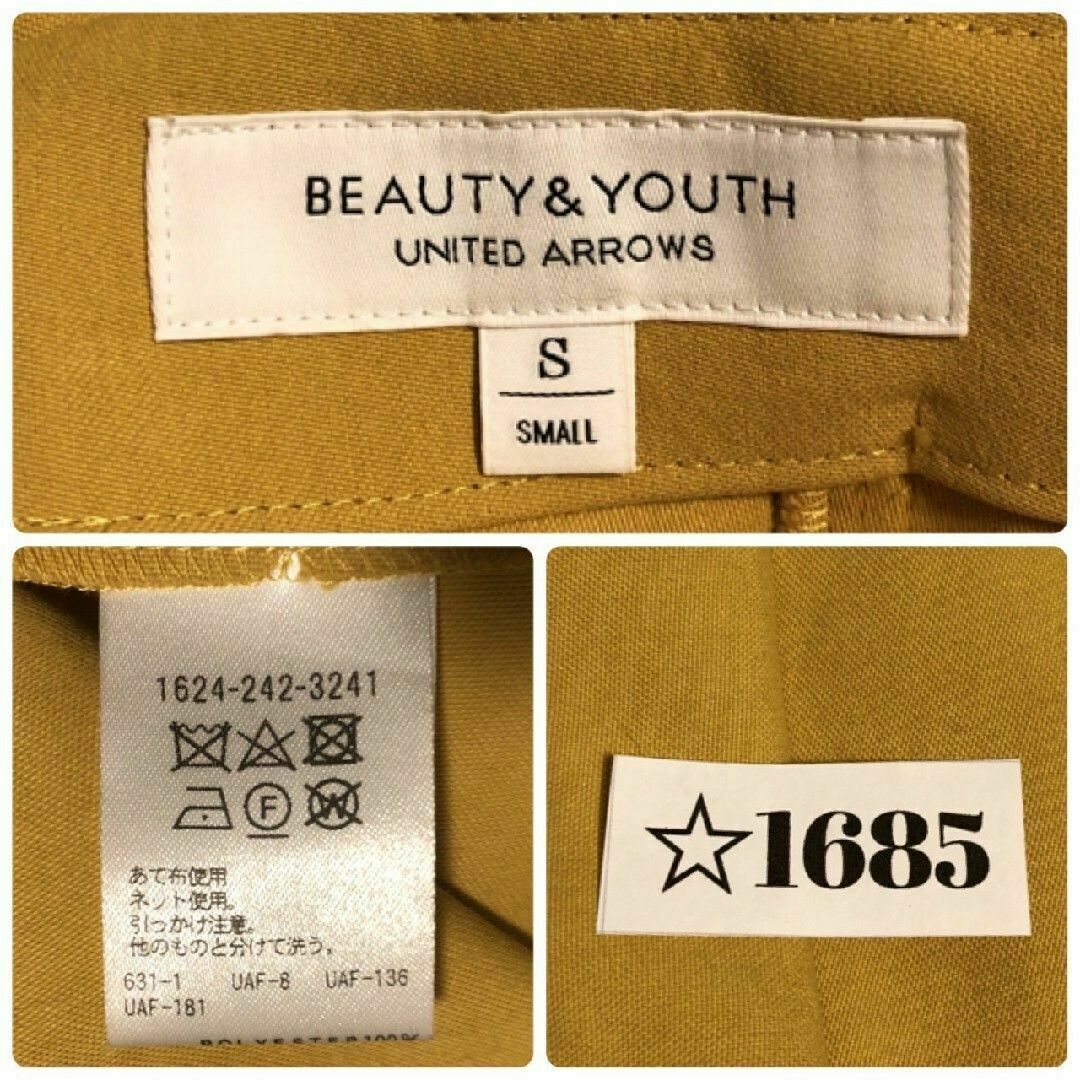 BEAUTY&YOUTH
UNITED ARROWS
S
SMALL
1624-242-3241
F
W
あて布使用
ネット使用。
引っかけ注意。
他のものと分けて洗う。
631-1 UAF-8 UAF-136
UAF-181
POLYESTER100%
☆1685